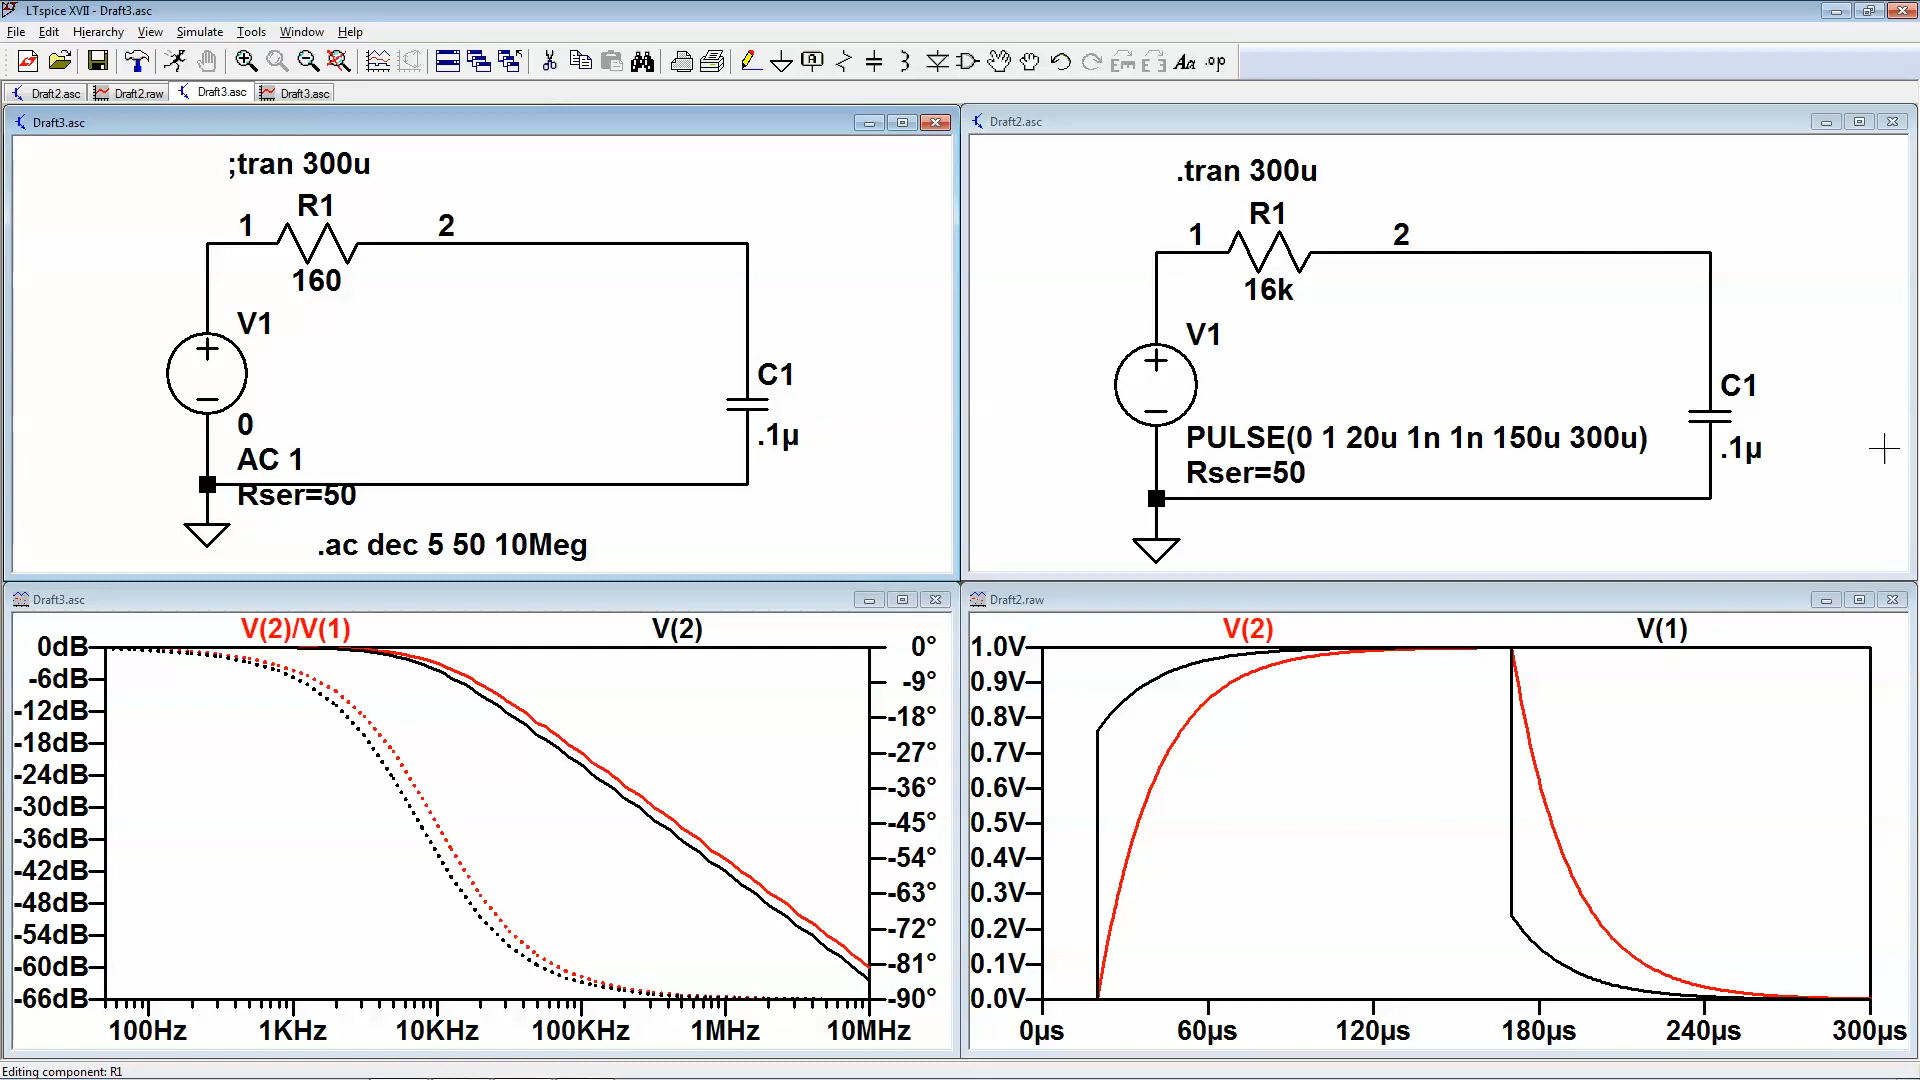 LTspice XVII - Draft3.asc
File Edit Hierarchy View Simulate Tools Window Help
Draft2.asc Draft2.raw Draft3.asc Draft3.asc
Draft3.asc
;tran 300u
R1
1 2
160
V1
C1
0
.1µ
AC 1
Rser=50
.ac dec 5 50 10Meg
Draft2.asc
.tran 300u
R1
1 2
16k
V1
C1
PULSE(0 1 20u 1n 1n 150u 300u)
.1µ
Rser=50
Draft3.asc
V(2)/V(1) V(2)
0dB 0°
-6dB -9°
-12dB -18°
-18dB -27°
-24dB -36°
-30dB -45°
-36dB -54°
-42dB -63°
-48dB -72°
-54dB -81°
-60dB -90°
-66dB
100Hz 1KHz 10KHz 100KHz 1MHz 10MHz
Draft2.raw
V(2) V(1)
1.0V
0.9V
0.8V
0.7V
0.6V
0.5V
0.4V
0.3V
0.2V
0.1V
0.0V
0µs 60µs 120µs 180µs 240µs 300µs
Editing component: R1